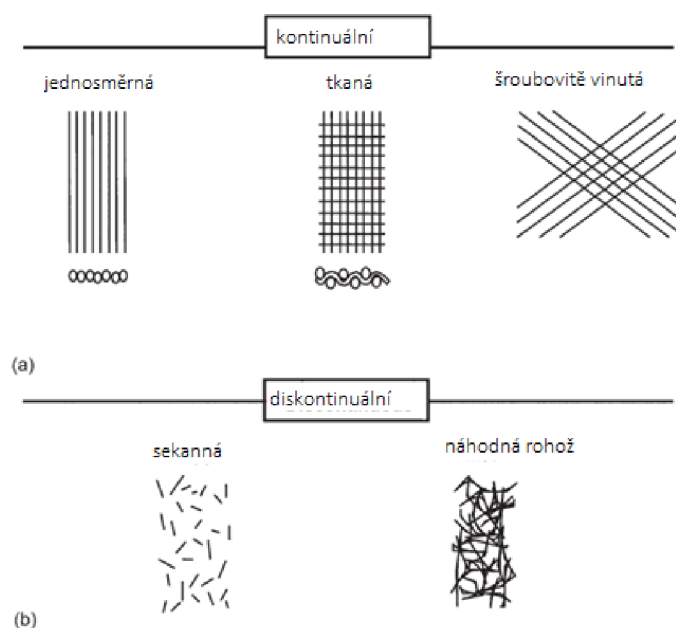 kontinuální
jednosměrná
tkaná
šroubovitě vinutá
(a)
diskontinuální
sekanná
náhodná rohož
(b)